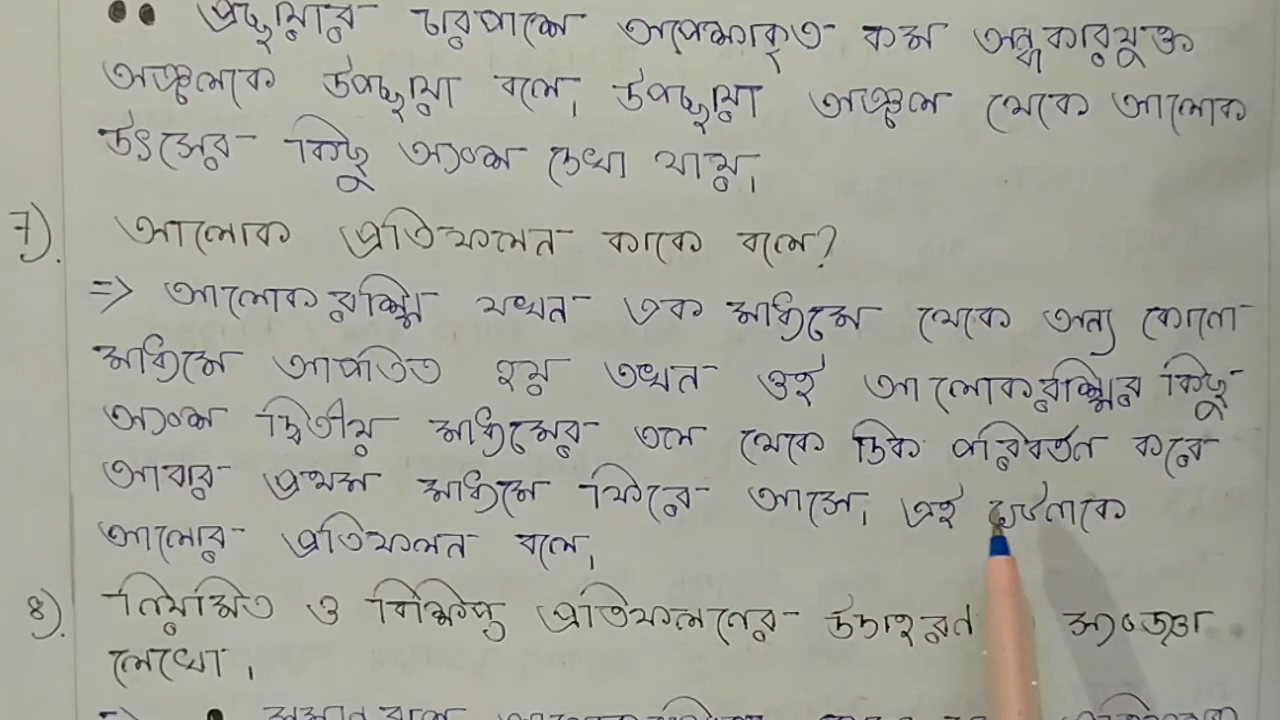 •• প্রচ্ছায়ার চারপাশে অপেক্ষাকৃত কম অন্ধকারযুক্ত
অঞ্চলকে উপচ্ছায়া বলে। উপচ্ছায়া অঞ্চল থেকে আলোক
উৎসের কিছু অংশ দেখা যায়।
7). আলোক প্রতিফলন কাকে বলে?
=> আলোকরশ্মি যখন এক মাধ্যমে থেকে অন্য কোনো
মাধ্যমে আপতিত হয় তখন ওই আলোকরশ্মির কিছু
অংশ দ্বিতীয় মাধ্যমের তল থেকে দিক পরিবর্তন করে
আবার প্রথম মাধ্যমে ফিরে আসে। এই ঘটনাকে
আলোর প্রতিফলন বলে।
৪). নিয়মিত ও বিক্ষিপ্ত প্রতিফলনের উদাহরণ সংজ্ঞা
লেখো।